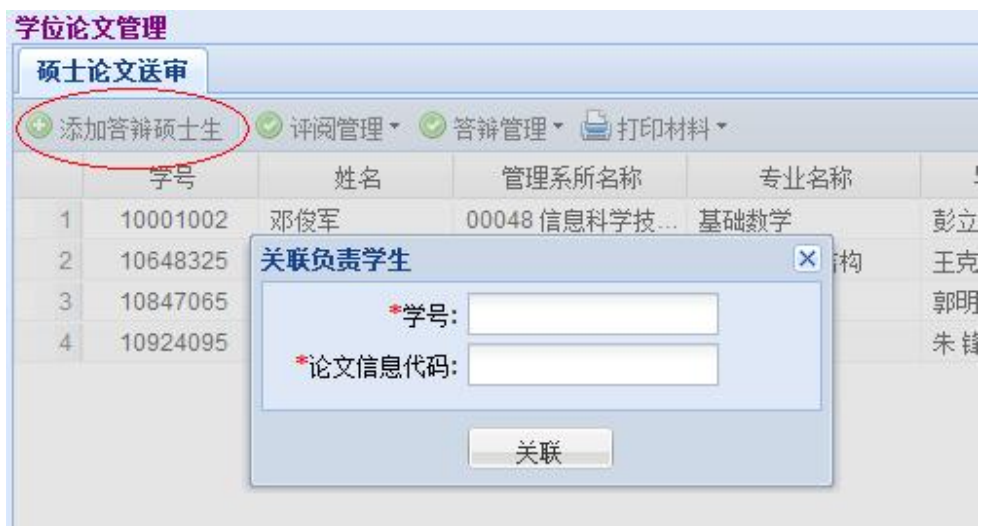 学位论文管理
硕士论文送审
添加答辩硕士生 评阅管理 答辩管理 打印材料
学号 姓名 管理系所名称 专业名称
1 10001002 邓俊军 00048 信息科学技... 基础数学 彭立
2 10648325 结构 王克
3 10847065 郭明
4 10924095 朱锋
关联负责学生
*学号:
*论文信息代码:
关联